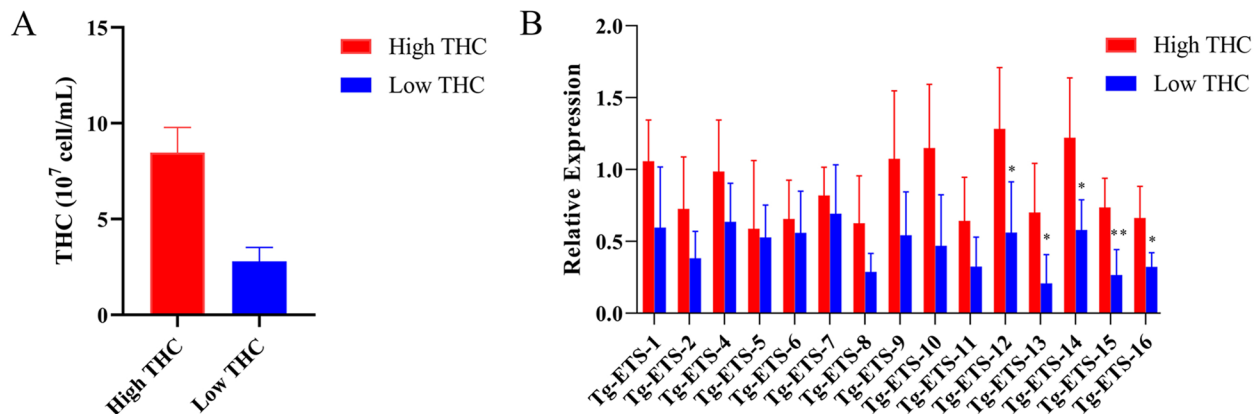 A
THC (10⁷ cell/mL)
15
10
5
0
High THC
Low THC
High THC
Low THC
B
Relative Expression
2.0
1.5
1.0
0.5
0.0
High THC
Low THC
*
*
*
**
*
Tg-ETS-1
Tg-ETS-2
Tg-ETS-4
Tg-ETS-5
Tg-ETS-6
Tg-ETS-7
Tg-ETS-8
Tg-ETS-9
Tg-ETS-10
Tg-ETS-11
Tg-ETS-12
Tg-ETS-13
Tg-ETS-14
Tg-ETS-15
Tg-ETS-16